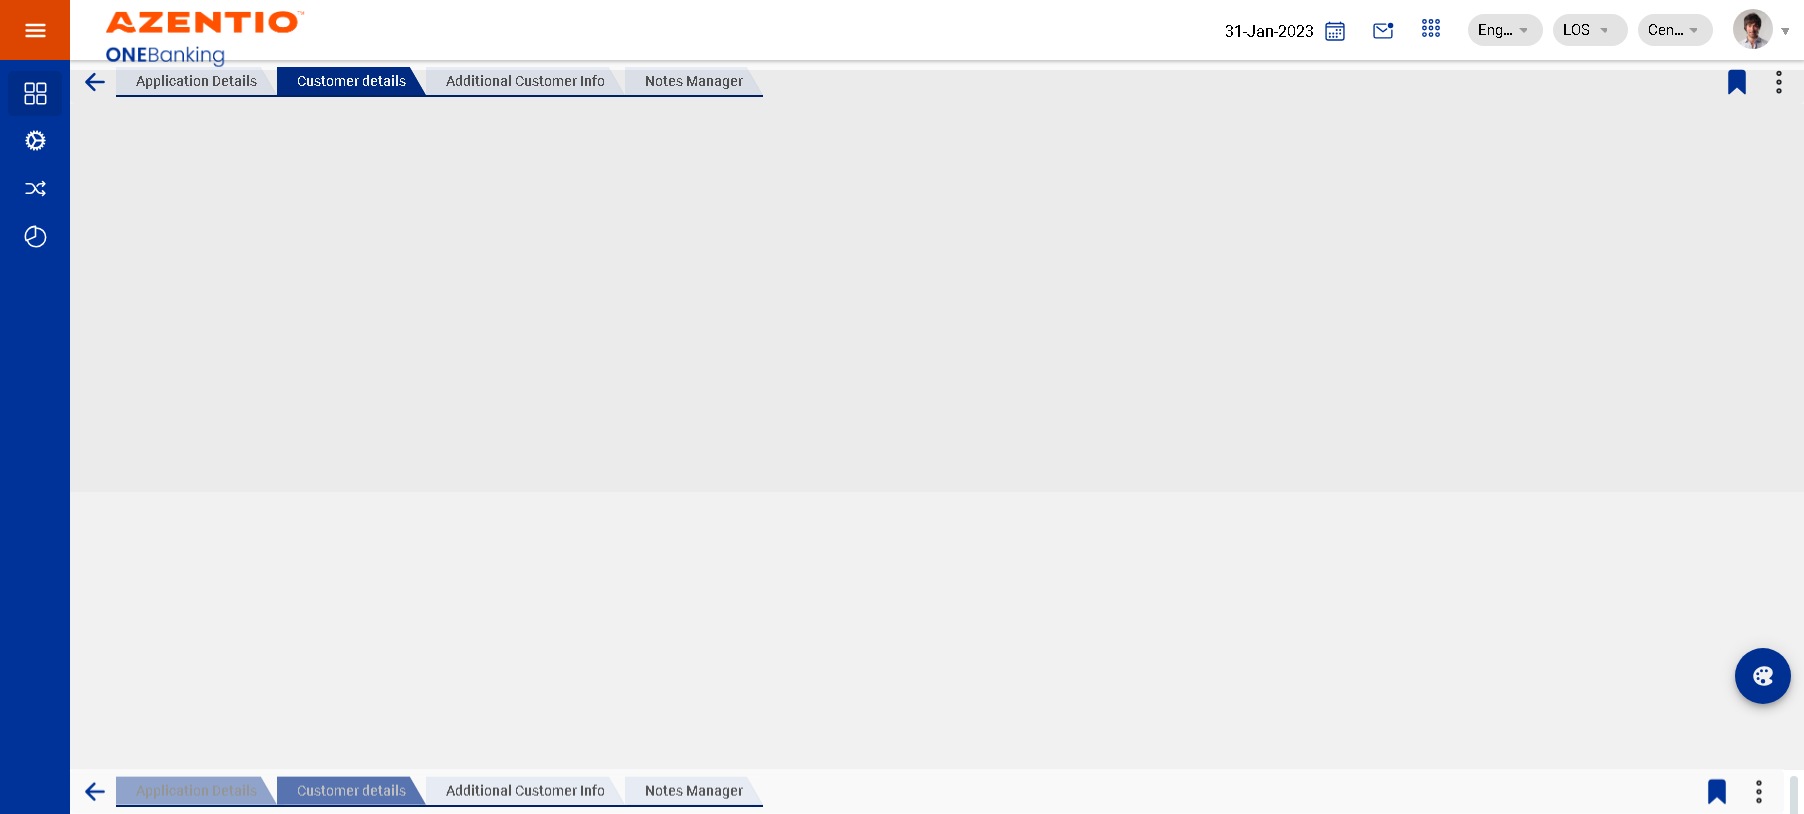 AZENTIO™
ONEBanking
31-Jan-2023
Eng...
LOS
Cen...
Application Details
Customer details
Additional Customer Info
Notes Manager
Application Details
Customer details
Additional Customer Info
Notes Manager